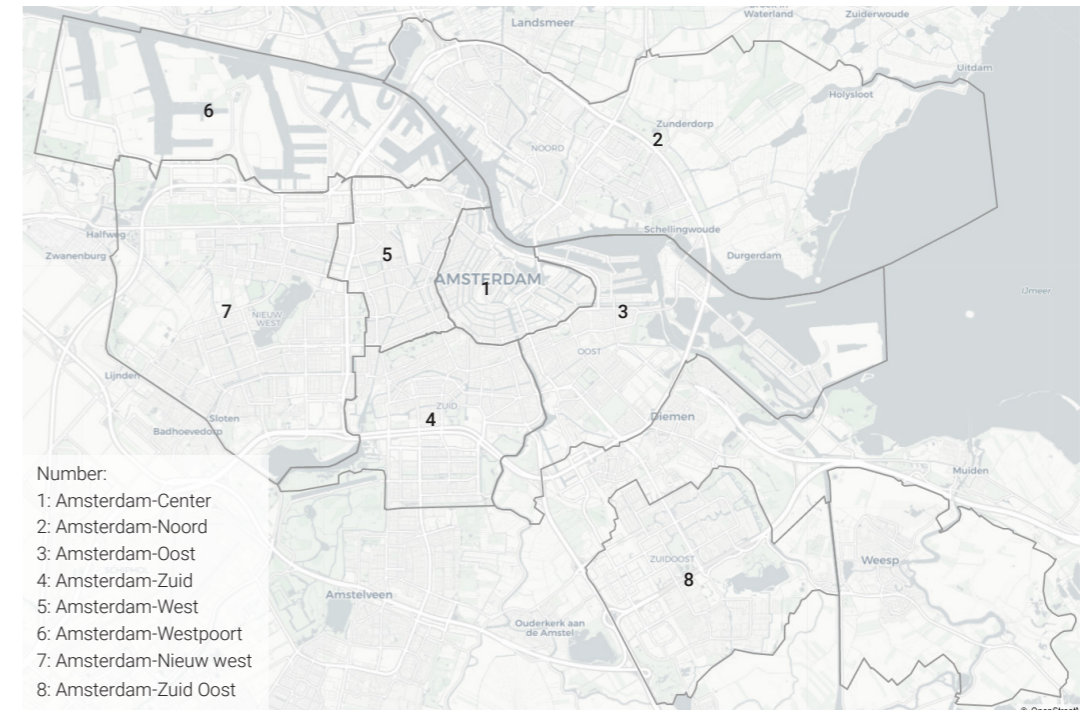 Landsmeer
Broek in
Waterland
Zuiderwoude
Uitdam
Holysloot
6
Zunderdorp
2
NOORD
Schellingwoude
Halfweg
Zwanenburg
5
Durgerdam
AMSTERDAM
1
IJmeer
7
NIEUW
WEST
3
OOST
Lijnden
ZUID
4
Sloten
Diemen
Badhoevedorp
Muiden
Number:
1: Amsterdam-Center
2: Amsterdam-Noord
3: Amsterdam-Oost
4: Amsterdam-Zuid
5: Amsterdam-West
6: Amsterdam-Westpoort
7: Amsterdam-Nieuw west
8: Amsterdam-Zuid Oost
ZUIDOOST
8
Weesp
Amstelveen
Ouderkerk aan
de Amstel